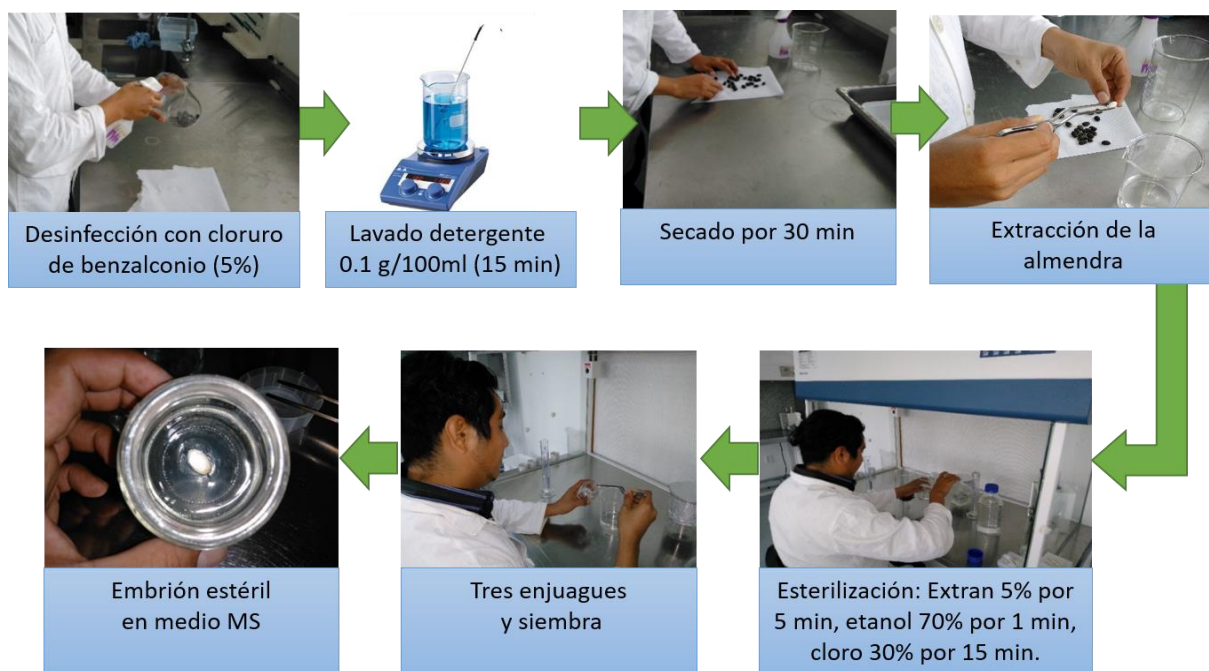 Desinfección con cloruro
de benzalconio (5%)
Lavado detergente
0.1 g/100ml (15 min)
Secado por 30 min
Extracción de la
almendra
Esterilización: Extran 5% por
5 min, etanol 70% por 1 min,
cloro 30% por 15 min.
Tres enjuagues
y siembra
Embrión estéril
en medio MS